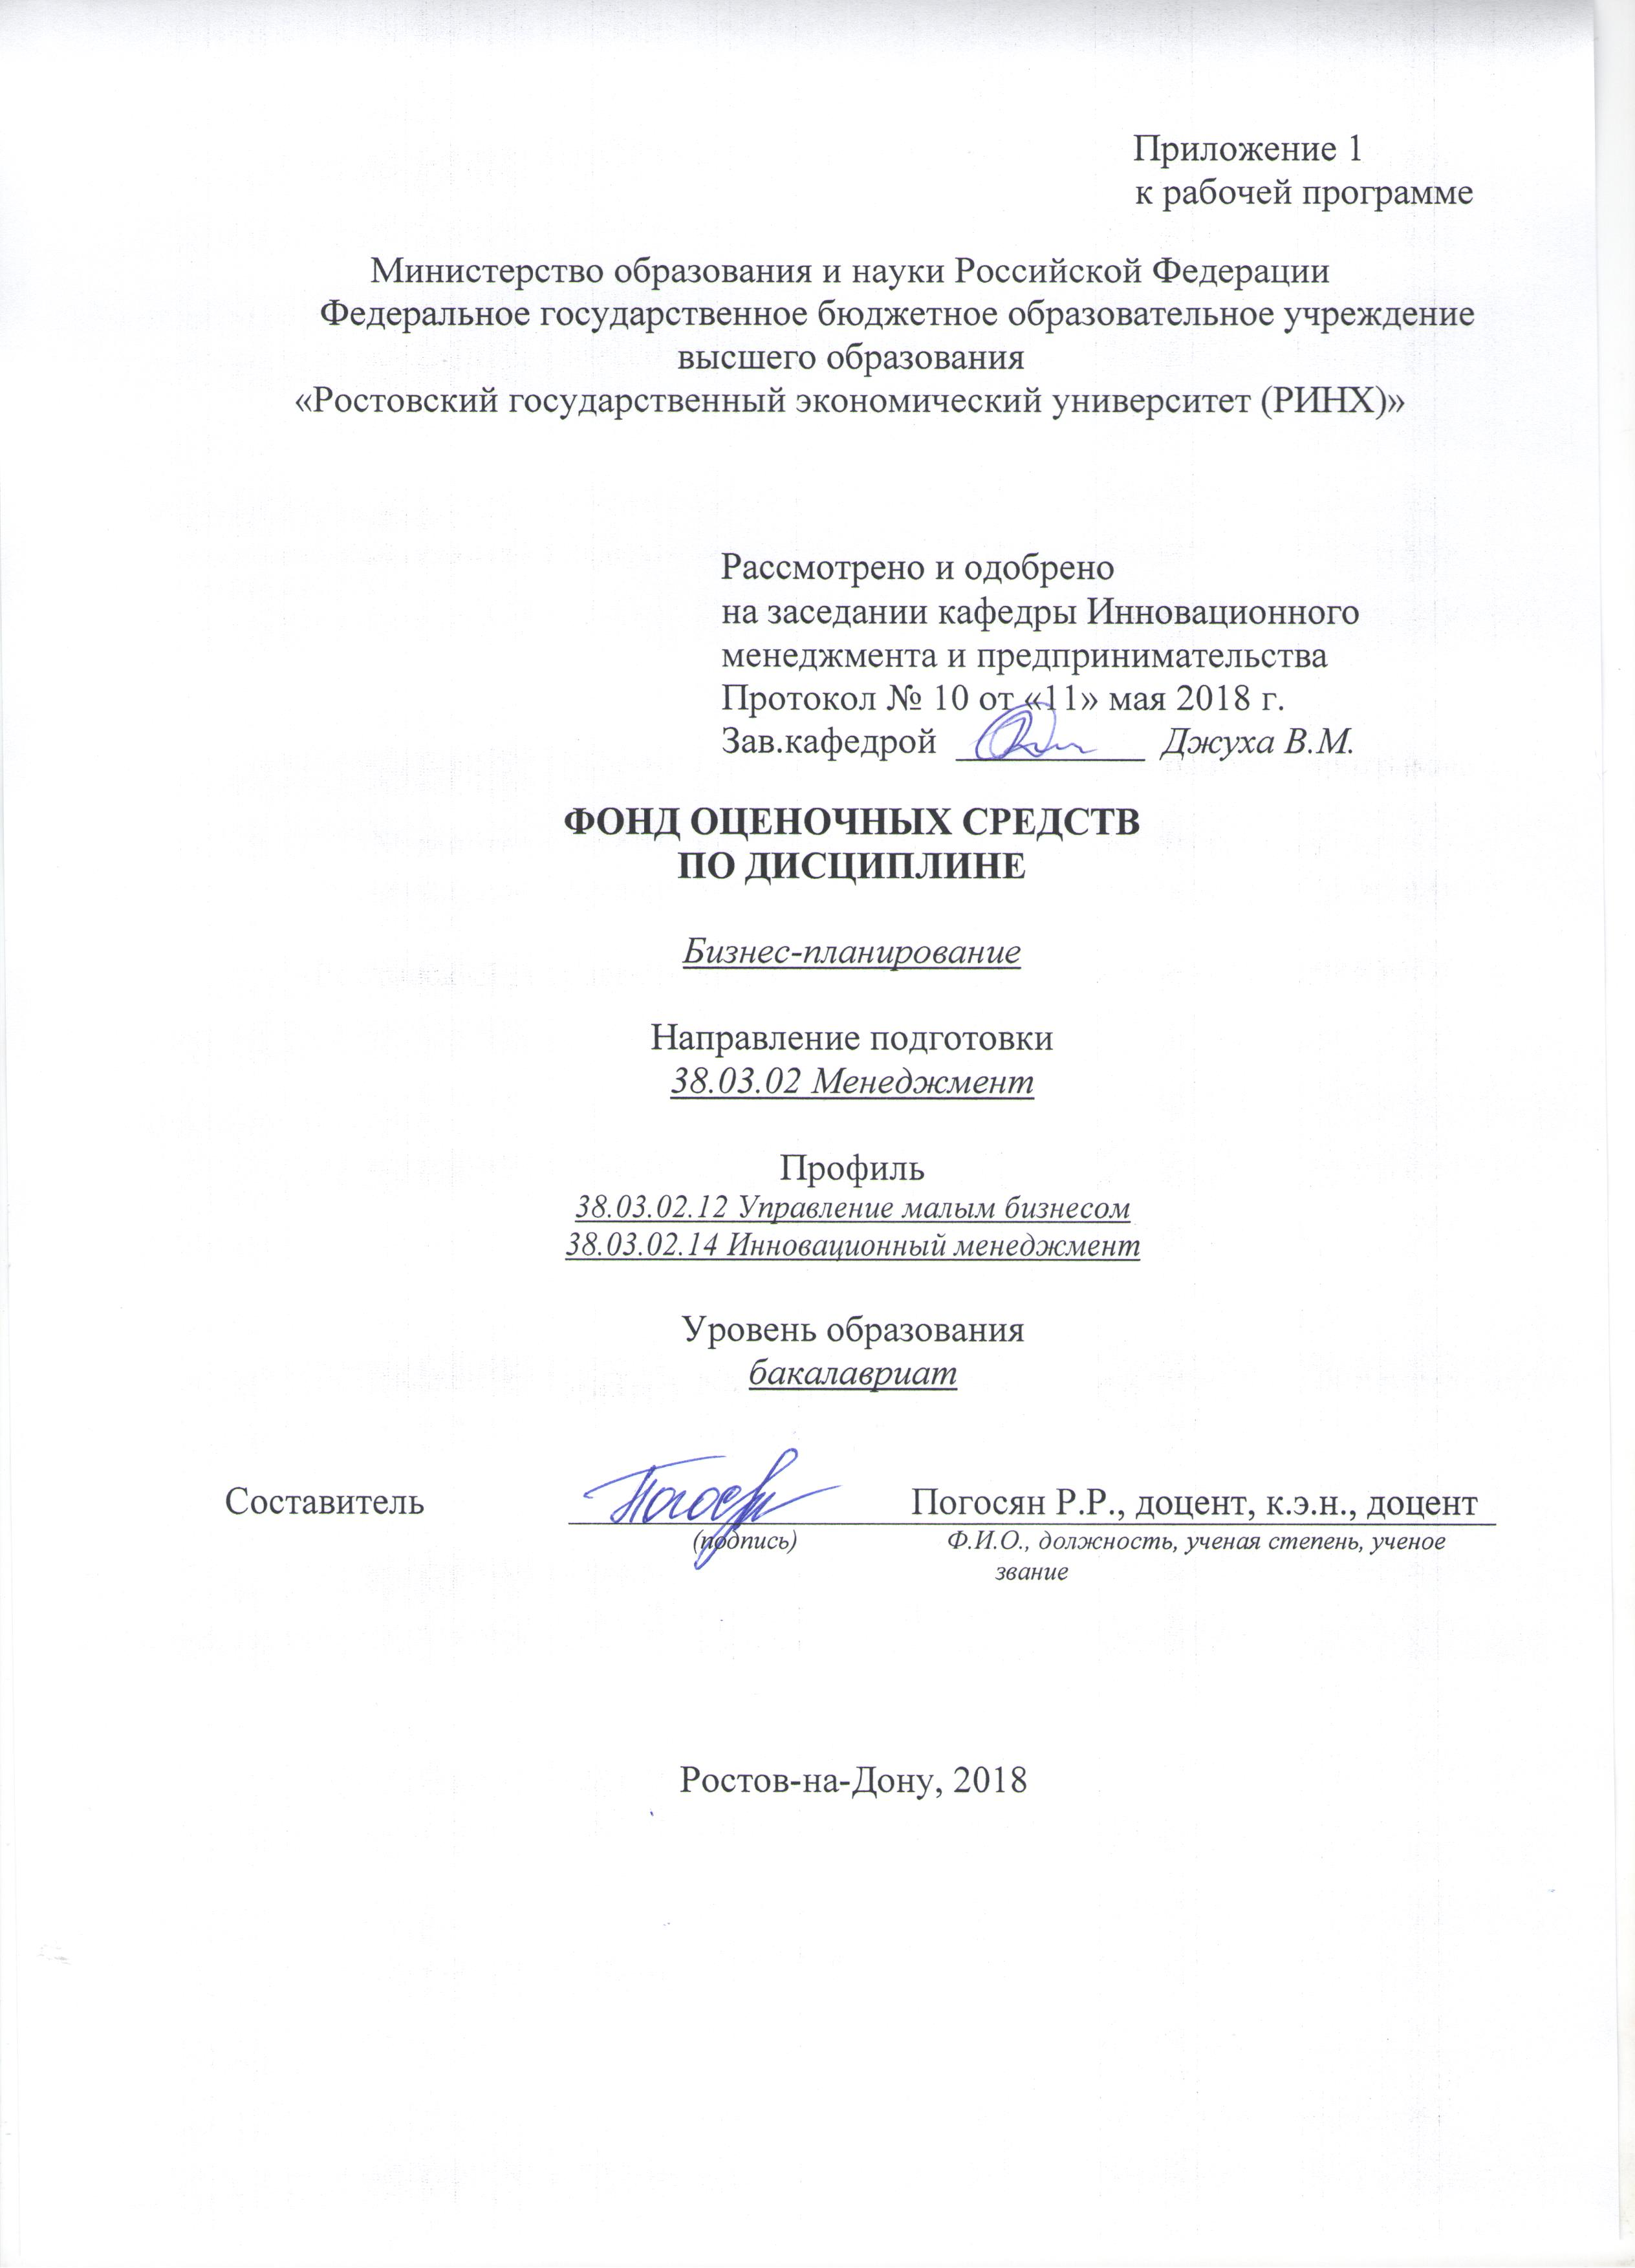 Приложение 1
к рабочей программе
Министерство образования и науки Российской Федерации
Федеральное государственное бюджетное образовательное учреждение
высшего образования
«Ростовский государственный экономический университет (РИНХ)»
Рассмотрено и одобрено
на заседании кафедры Инновационного
менеджмента и предпринимательства
Протокол № 10 от «11» мая 2018 г.
Зав.кафедрой Джуха В.М.
ФОНД ОЦЕНОЧНЫХ СРЕДСТВ
ПО ДИСЦИПЛИНЕ
Бизнес-планирование
Направление подготовки
38.03.02 Менеджмент
Профиль
38.03.02.12 Управление малым бизнесом
38.03.02.14 Инновационный менеджмент
Уровень образования
бакалавриат
Составитель Погосян Р.Р., доцент, к.э.н., доцент
(подпись) Ф.И.О., должность, ученая степень, ученое
звание
Ростов-на-Дону, 2018